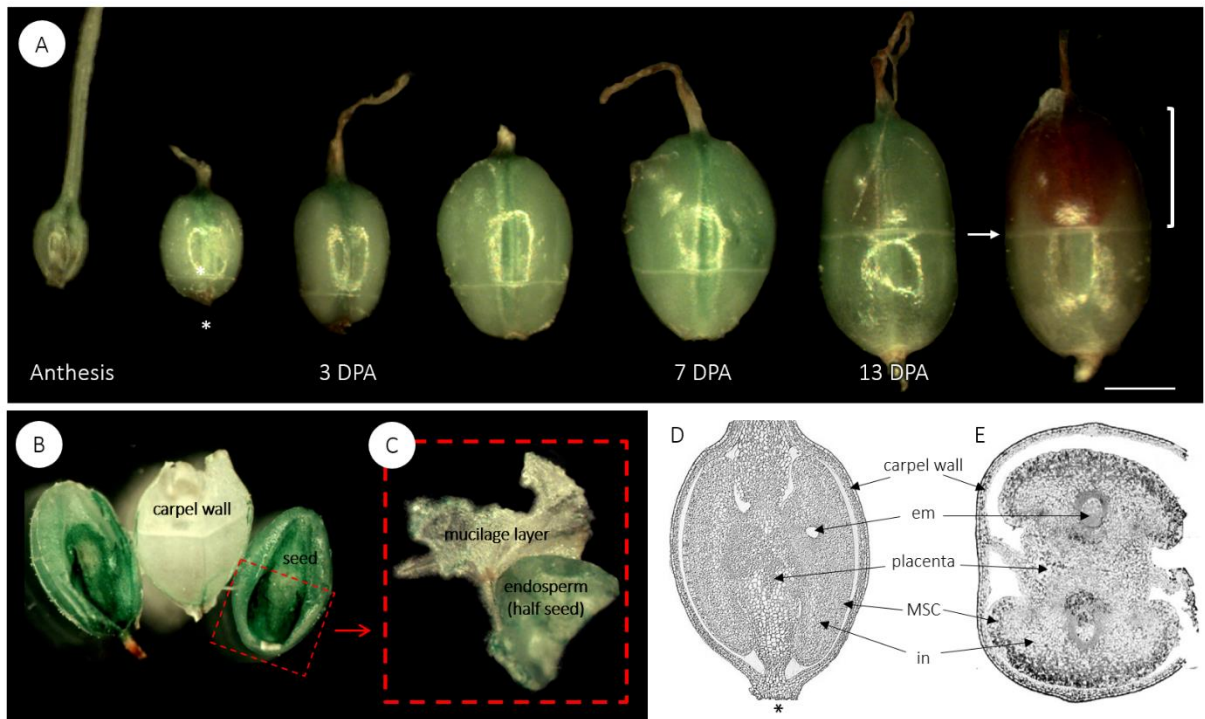 A
Anthesis
3 DPA
7 DPA
13 DPA
*
*
B
carpel wall
seed
C
mucilage layer
endosperm
(half seed)
D
E
carpel wall
em
placenta
MSC
in
*